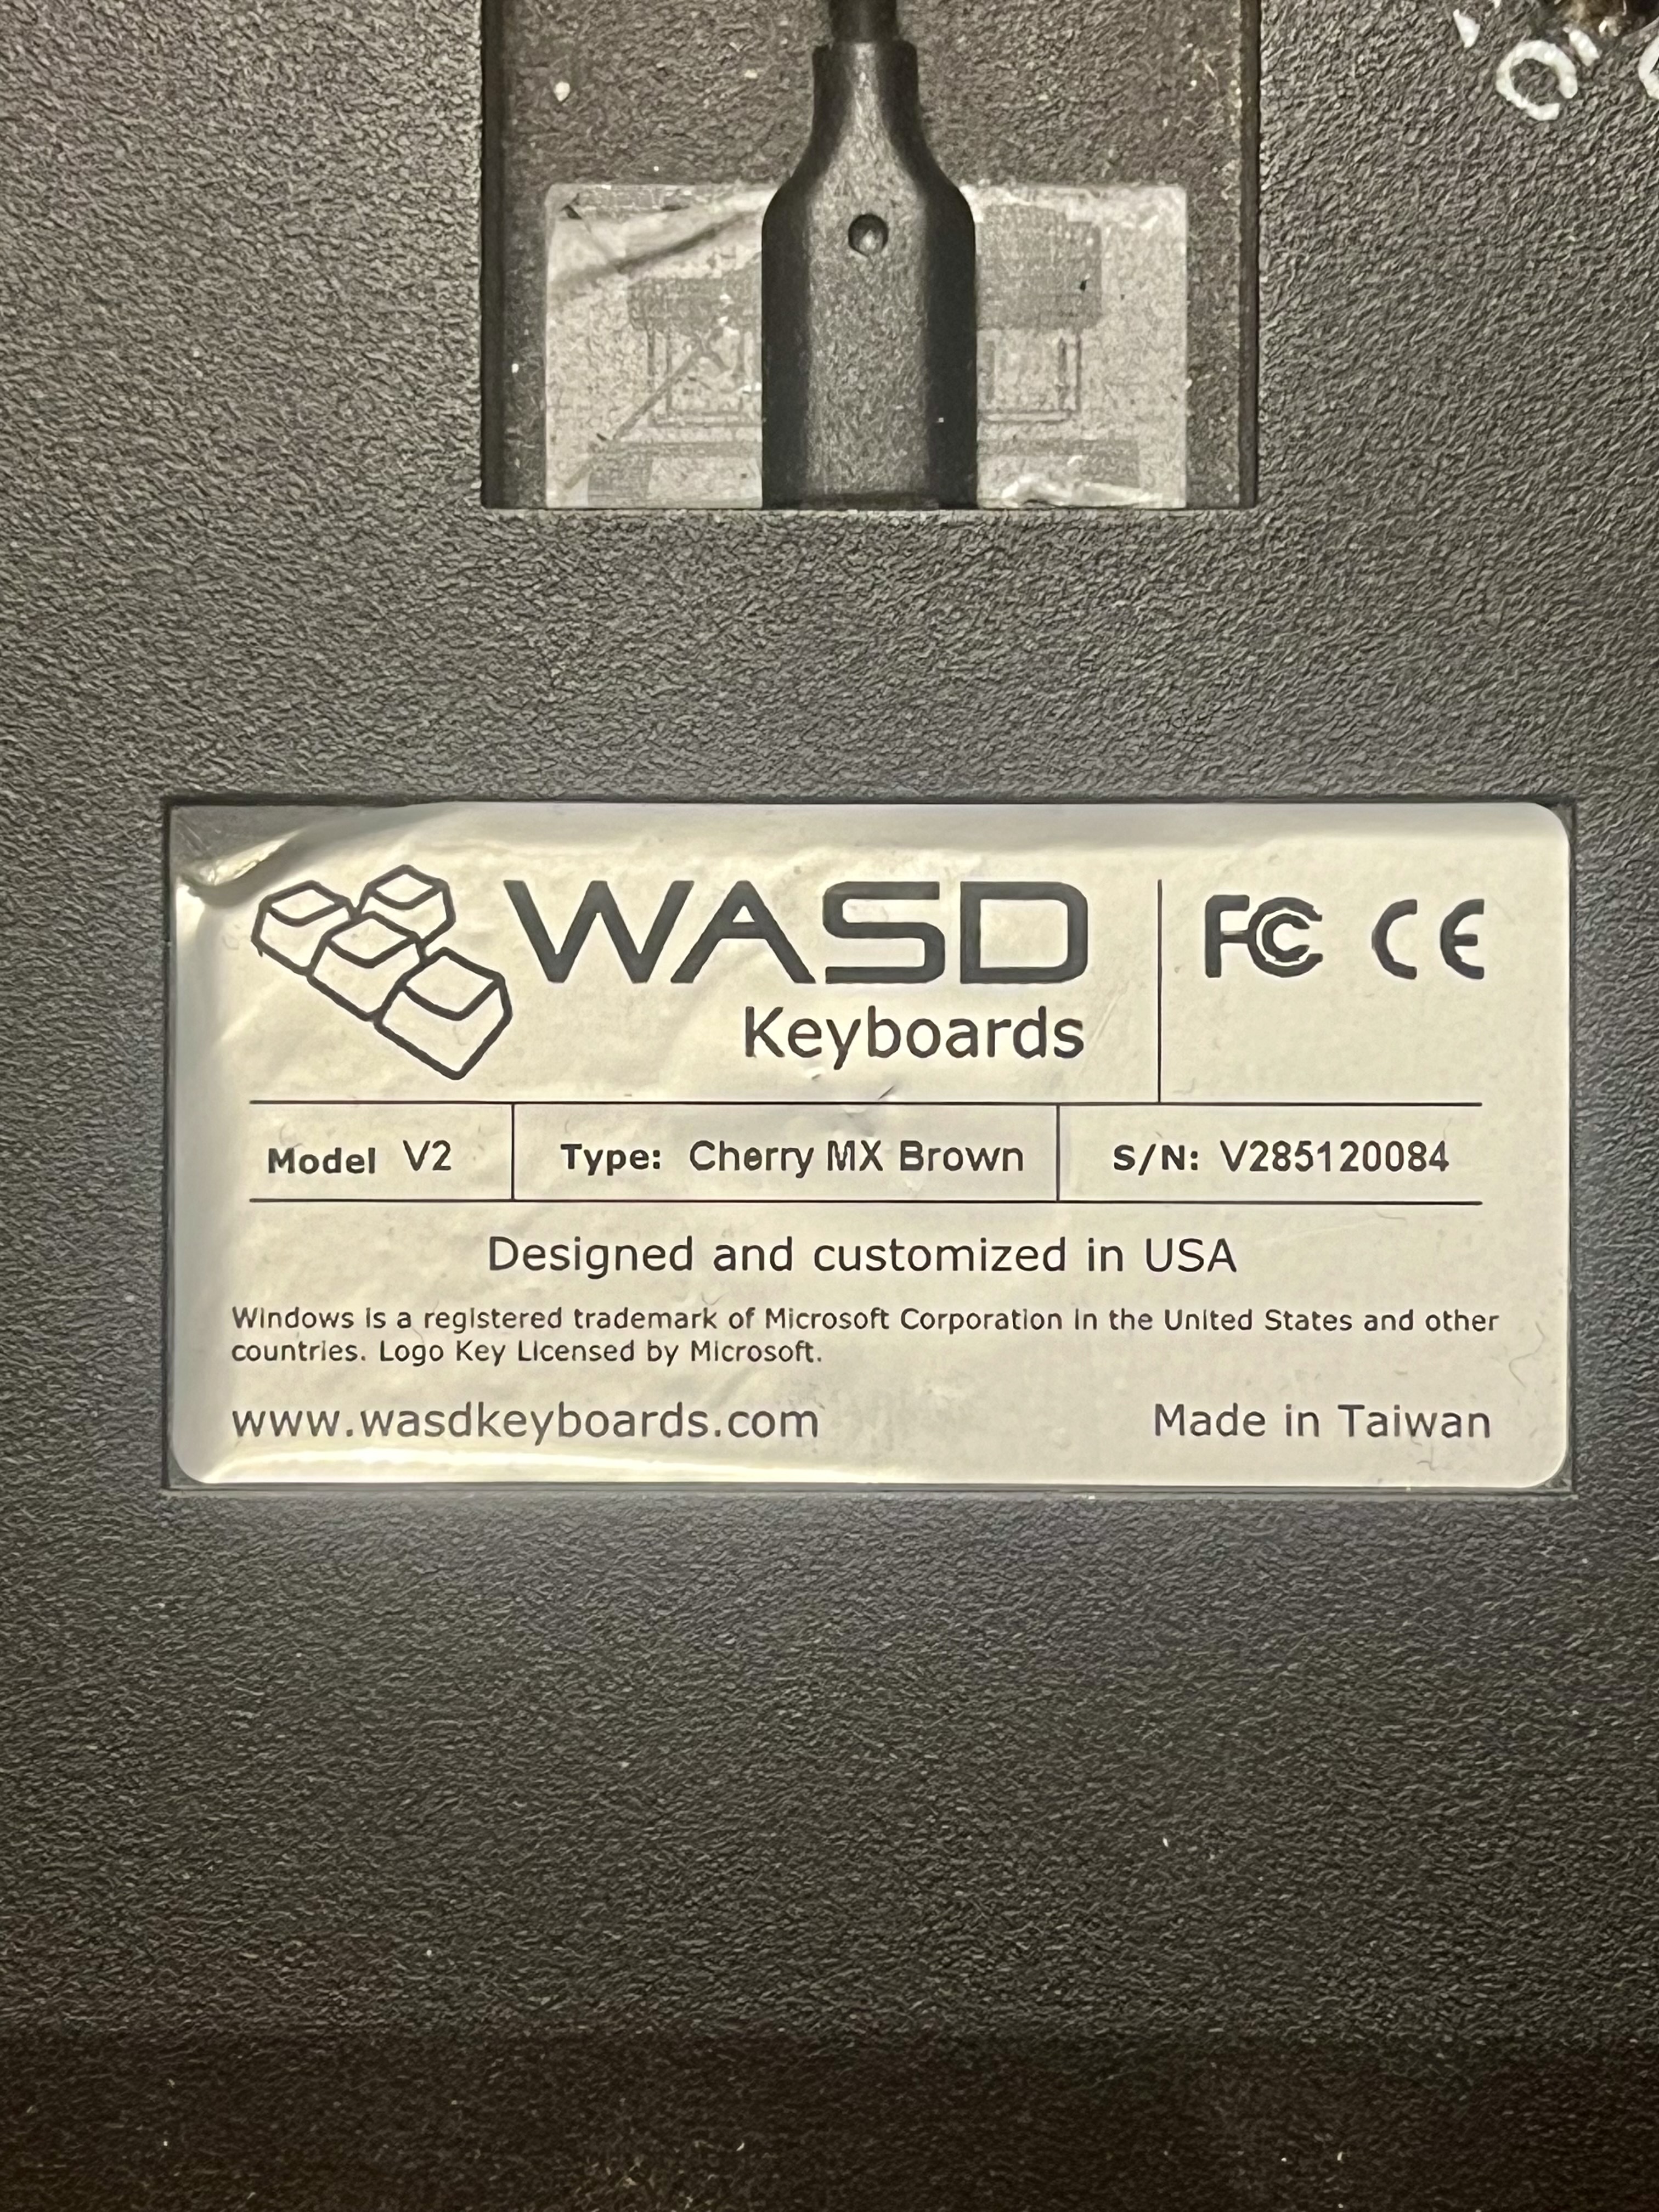 WASD
Keyboards
FC CE
Model V2 Type: Cherry MX Brown S/N: V285120084
Designed and customized in USA
Windows is a registered trademark of Microsoft Corporation in the United States and other
countries. Logo Key Licensed by Microsoft.
www.wasdkeyboards.com Made in Taiwan